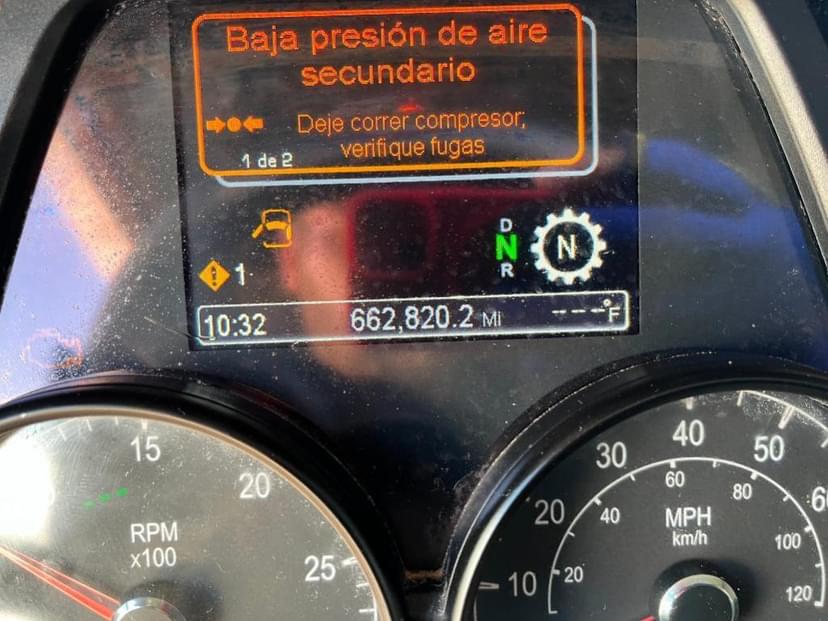 Baja presión de aire
secundario
Deje correr compresor;
verifique fugas
1 de 2
D
N
R
N
1
10:32 662,820.2 MI ---°F
15
20
25
RPM
x100
10
20
30
40
50
20
40
60
80
100
120
MPH
km/h